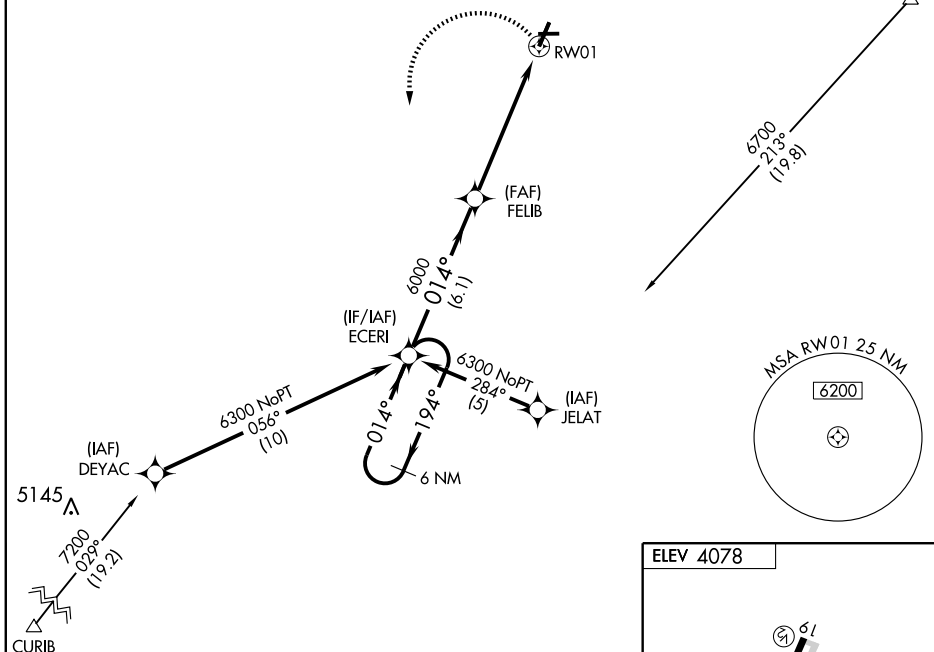 RW01
6700
213°
(19.8)
(FAF)
FELIB
6000
014°
(6.1)
(IF/IAF)
ECERI
6300 NoPT
284°
(5)
(IAF)
JELAT
6300 NoPT
056°
(10)
014°
194°
6 NM
(IAF)
DEYAC
5145
7200
029°
(19.2)
CURIB
MSA RW01 25 NM
6200
ELEV 4078
19